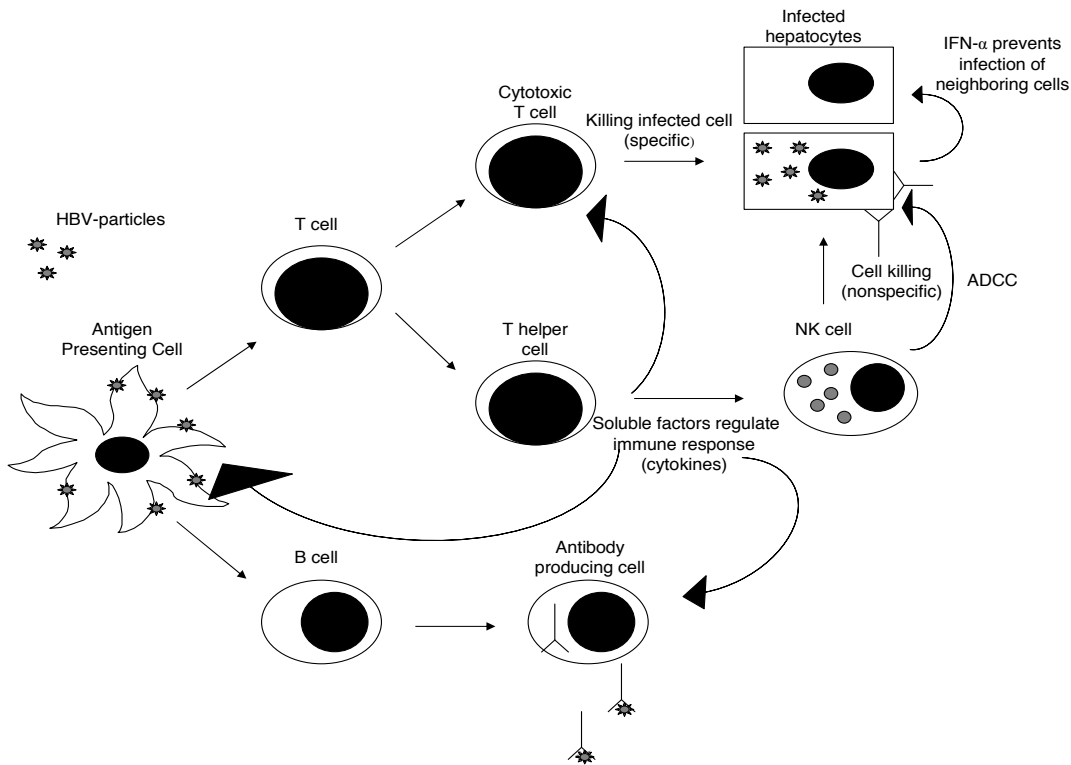 Infected
hepatocytes
IFN-α prevents
infection of
neighboring cells
Cytotoxic
T cell
Killing infected cell
(specific)
HBV-particles
T cell
Cell killing
(nonspecific)
ADCC
Antigen
Presenting Cell
T helper
cell
NK cell
Soluble factors regulate
immune response
(cytokines)
B cell
Antibody
producing cell